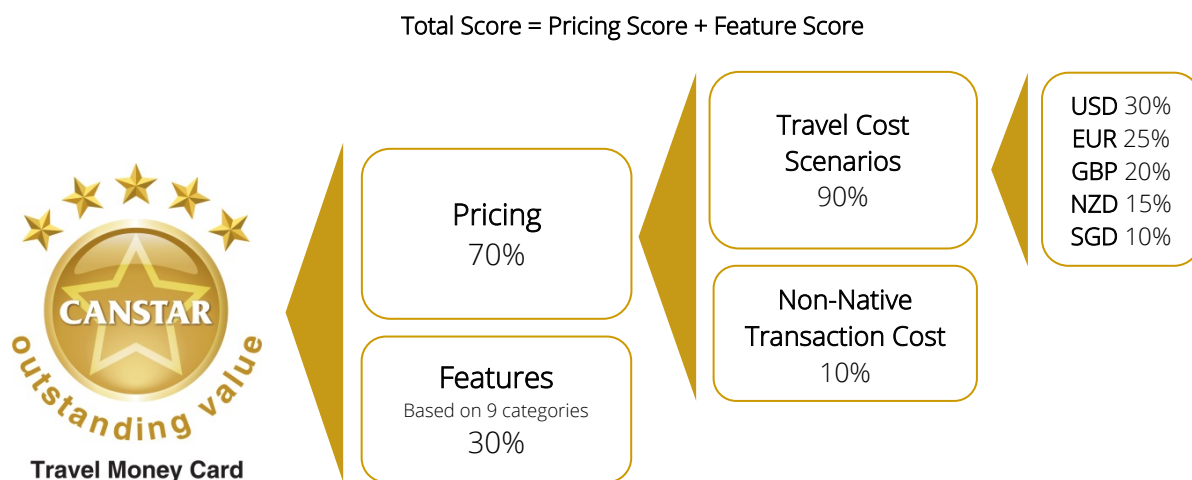 Total Score = Pricing Score + Feature Score
CANSTAR
outstanding value
Travel Money Card
Pricing
70%
Features
Based on 9 categories
30%
Travel Cost
Scenarios
90%
Non-Native
Transaction Cost
10%
USD 30%
EUR 25%
GBP 20%
NZD 15%
SGD 10%